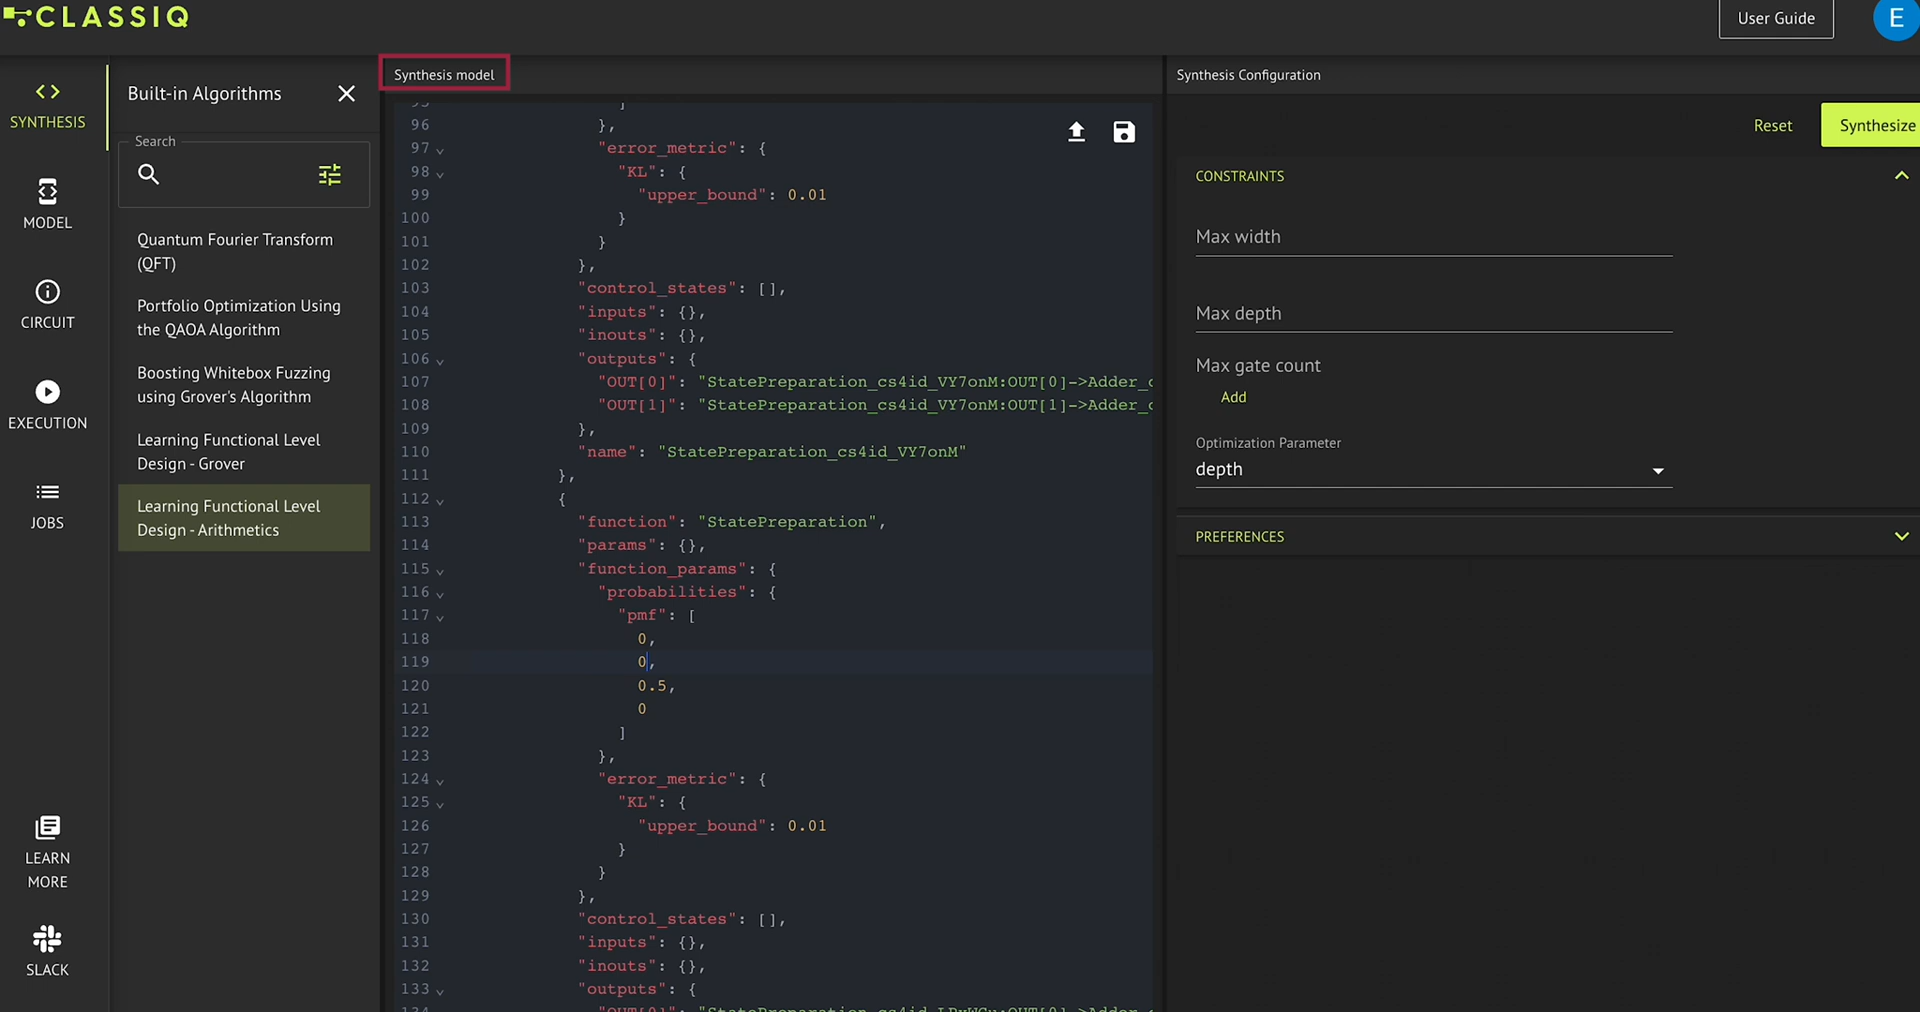 CLASSIQ
User Guide
E
SYNTHESIS
MODEL
CIRCUIT
EXECUTION
JOBS
LEARN
MORE
SLACK
Built-in Algorithms
Search
Quantum Fourier Transform
(QFT)
Portfolio Optimization Using
the QAOA Algorithm
Boosting Whitebox Fuzzing
using Grover's Algorithm
Learning Functional Level
Design - Grover
Learning Functional Level
Design - Arithmetics
Synthesis model
95 ]
96 },
97 "error_metric": {
98 "KL": {
99 "upper_bound": 0.01
100 }
101 }
102 },
103 "control_states": [],
104 "inputs": {},
105 "inouts": {},
106 "outputs": {
107 "OUT[0]": "StatePreparation_cs4id_VY7onM:OUT[0]->Adder_c
108 "OUT[1]": "StatePreparation_cs4id_VY7onM:OUT[1]->Adder_c
109 },
110 "name": "StatePreparation_cs4id_VY7onM"
111 },
112 {
113 "function": "StatePreparation",
114 "params": {},
115 "function_params": {
116 "probabilities": {
117 "pmf": [
118 0,
119 0,
120 0.5,
121 0
122 ]
123 },
124 "error_metric": {
125 "KL": {
126 "upper_bound": 0.01
127 }
128 }
129 },
130 "control_states": [],
131 "inputs": {},
132 "inouts": {},
133 "outputs": {
134
Synthesis Configuration
Reset
Synthesize
CONSTRAINTS
Max width
Max depth
Max gate count
Add
Optimization Parameter
depth
PREFERENCES